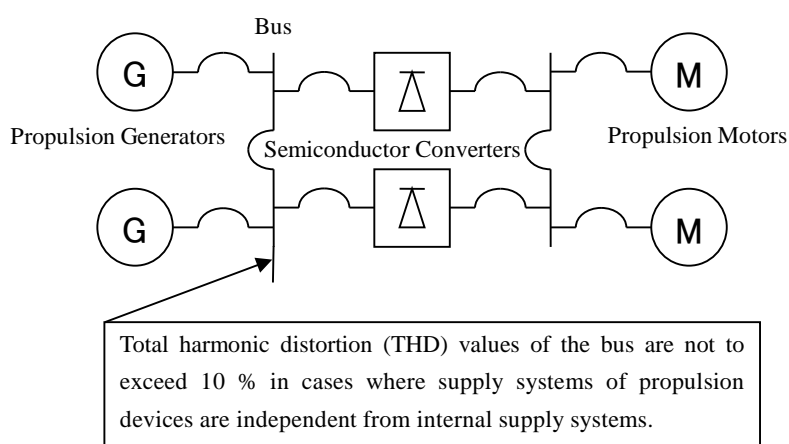 Bus
G
M
Propulsion Generators
Semiconductor Converters
Propulsion Motors
G
M
Total harmonic distortion (THD) values of the bus are not to
exceed 10 % in cases where supply systems of propulsion
devices are independent from internal supply systems.